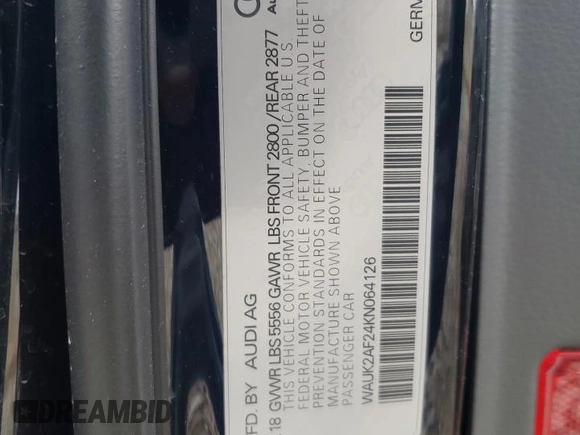 Au
GERM
FD. BY AUDI AG
18 GVWR LBS 5556 GAWR LBS FRONT 2800 / REAR 2877
THIS VEHICLE CONFORMS TO ALL APPLICABLE U S
FEDERAL MOTOR VEHICLE SAFETY, BUMPER AND THEFT
PREVENTION STANDARDS IN EFFECT ON THE DATE OF
MANUFACTURE SHOWN ABOVE
PASSENGER CAR
WAUK2AF24KN064126
DREAMBID